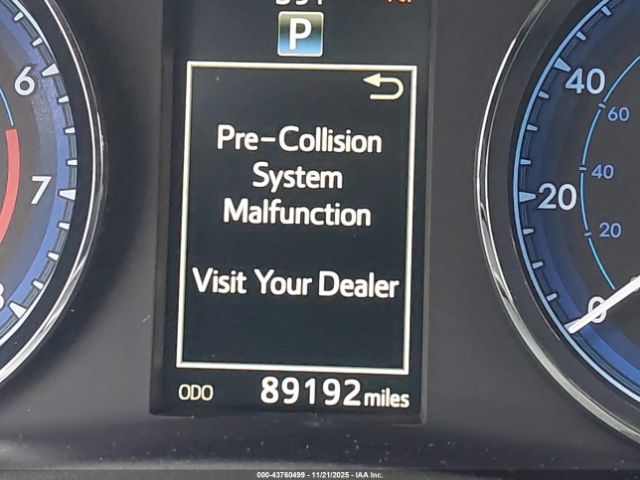 P
Pre-Collision
System
Malfunction
Visit Your Dealer
ODO 89192 miles
6
7
8
40
60
40
20
20
0
000-43760499 - 11/21/2025 - IAA Inc.